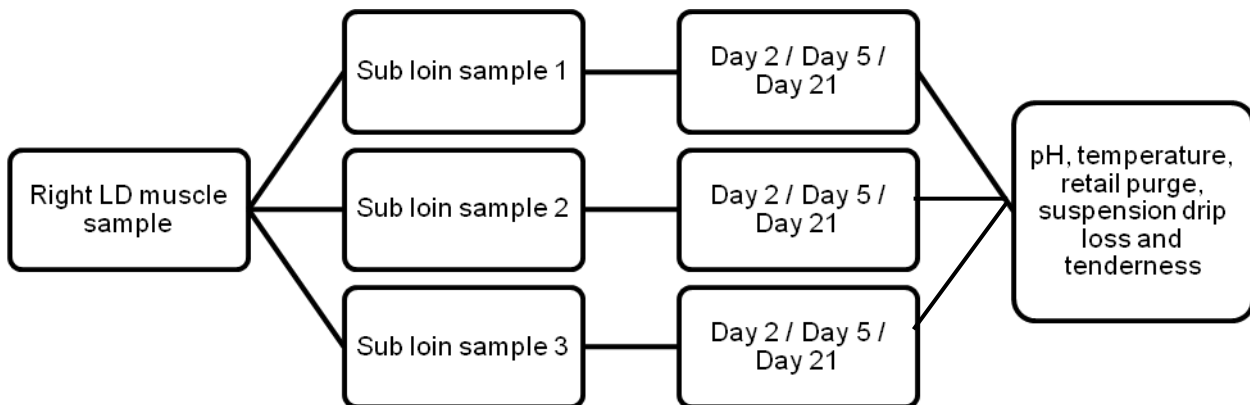 Right LD muscle
sample
Sub loin sample 1
Day 2 / Day 5 /
Day 21
Sub loin sample 2
Day 2 / Day 5 /
Day 21
Sub loin sample 3
Day 2 / Day 5 /
Day 21
pH, temperature,
retail purge,
suspension drip
loss and
tenderness